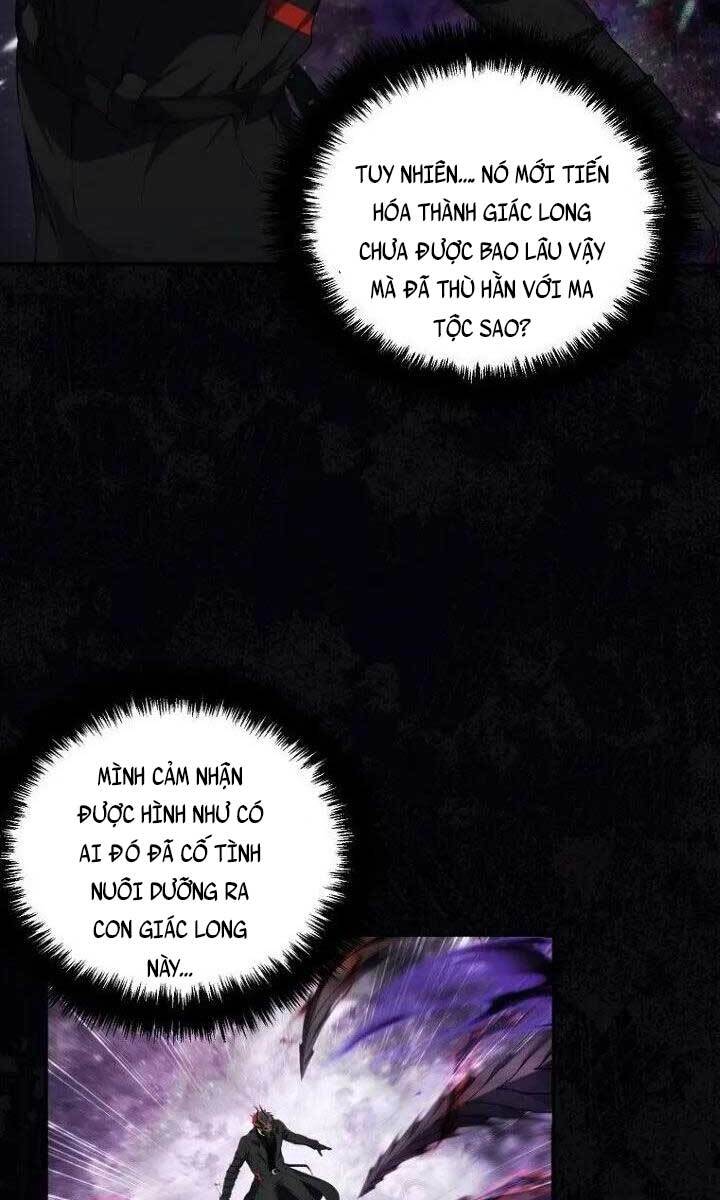 TUY NHIÊN.... NÓ MỚI TIẾN
HÓA THÀNH GIÁC LONG
CHƯA ĐƯỢC BAO LÂU VẬY
MÀ ĐÃ THÙ HẰN VỚI MA
TỘC SAO?
MÌNH CẢM NHẬN
ĐƯỢC HÌNH NHƯ CÓ
AI ĐÓ ĐÃ CỐ TÌNH
NUÔI DƯỠNG RA
CON GIÁC LONG
NÀY...